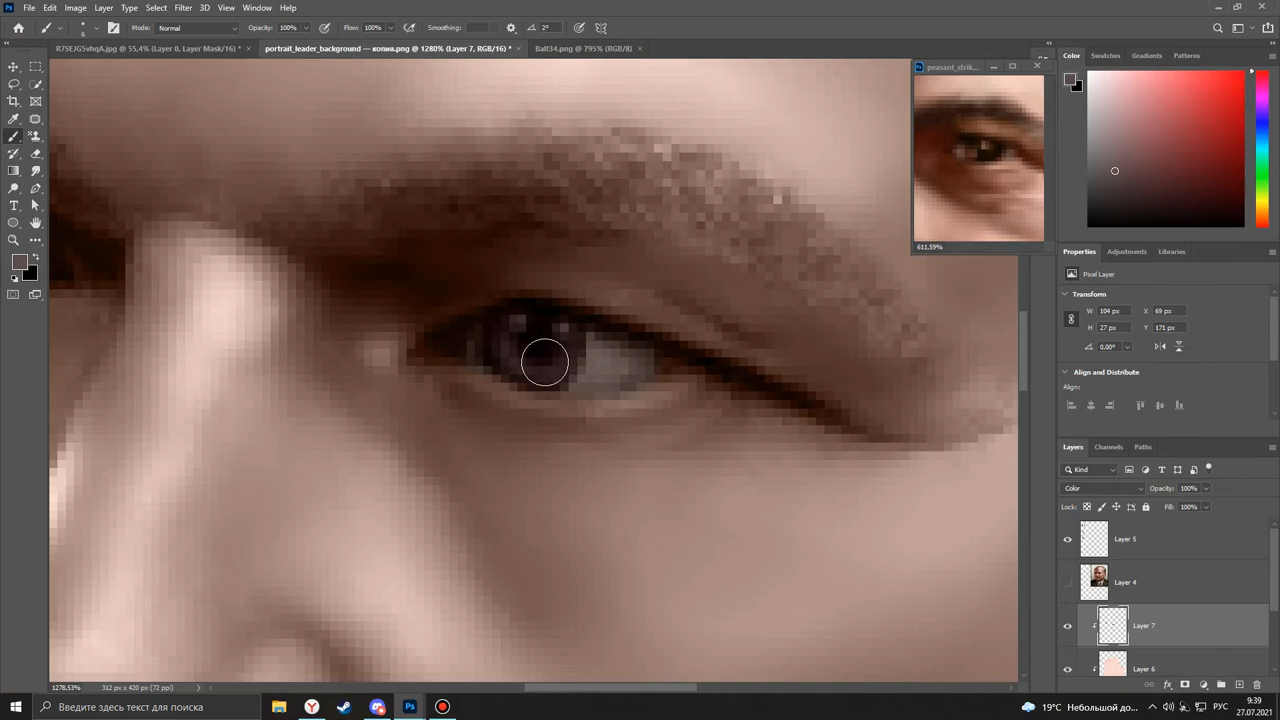 File Edit Image Layer Type Select Filter 3D View Window Help
6 Mode: Normal Opacity: 100% Flow: 100% Smoothing: 2°
R7SEJG5vhqA.jpg @ 55,4% (Layer 0, Layer Mask/16) * × portrait_leader_background — копия.png @ 1280% (Layer 7, RGB/16) * × Balt34.png @ 795% (RGB/8) ×
peasant_strik...
611,59%
Color Swatches Gradients Patterns
Properties Adjustments Libraries
Pixel Layer
Transform
W 104 px X 69 px
H 27 px Y 171 px
0,00°
Align and Distribute
Align:
Layers Channels Paths
Kind
Color Opacity: 100%
Lock: Fill: 100%
Layer 5
Layer 4
Layer 7
Layer 6
fx
1278,53% 312 px x 420 px (72 ppi)
Введите здесь текст для поиска
19°C Небольшой до... РУС 9:39
27.07.2021